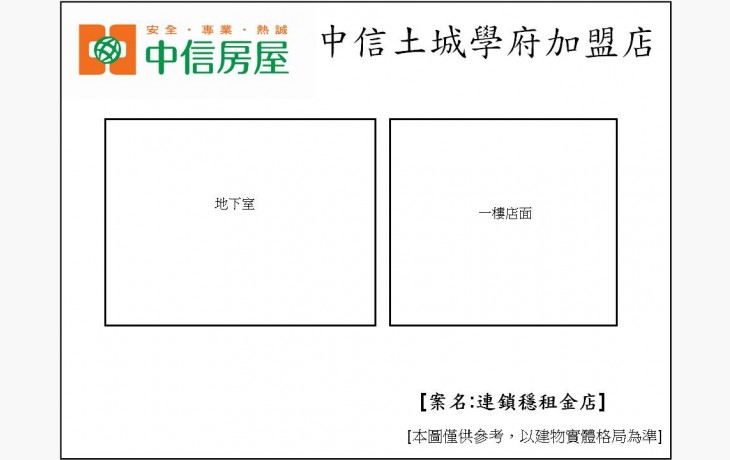 安全・專業・熱誠
中信房屋
中信土城學府加盟店
地下室
一樓店面
[案名:連鎖穩租金店]
[本圖僅供參考，以建物實體格局為準]